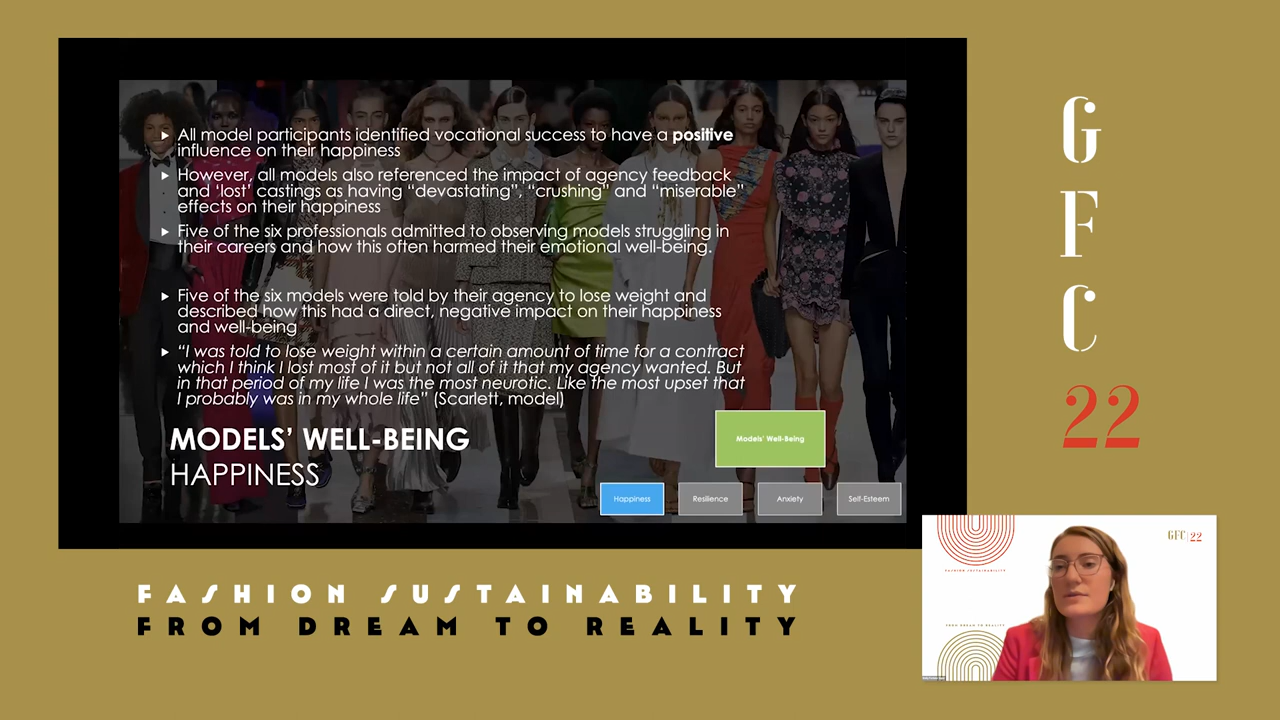 All model participants identified vocational success to have a positive
influence on their happiness
However, all models also referenced the impact of agency feedback
and ‘lost’ castings as having “devastating”, “crushing” and “miserable”
effects on their happiness
Five of the six professionals admitted to observing models struggling in
their careers and how this often harmed their emotional well-being.
Five of the six models were told by their agency to lose weight and
described how this had a direct, negative impact on their happiness
and well-being
“I was told to lose weight within a certain amount of time for a contract
which I think I lost most of it but not all of it that my agency wanted. But
in that period of my life I was the most neurotic. Like the most upset that
I probably was in my whole life” (Scarlett, model)
MODELS’ WELL-BEING
HAPPINESS
Models’ Well-Being
Happiness
Resilience
Anxiety
Self-Esteem
G
F
C
22
FASHION SUSTAINABILITY
FROM DREAM TO REALITY
GFC 22
FASHION SUSTAINABILITY
FROM DREAM TO REALITY